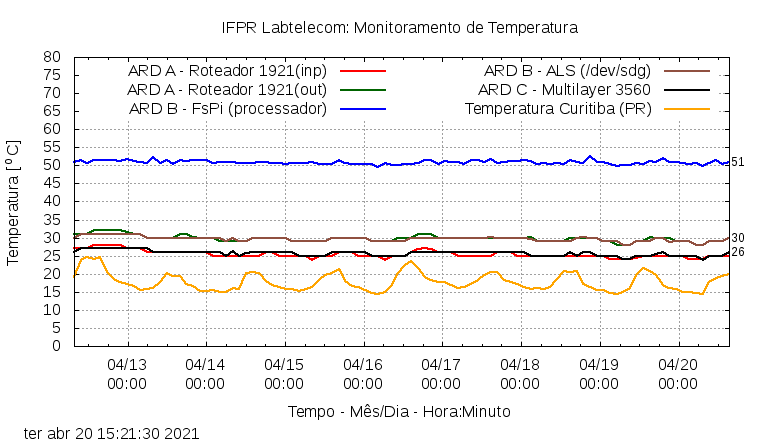 IFPR Labtelecom: Monitoramento de Temperatura
Temperatura [ ° C]
80
75
70
65
60
55
50
45
40
35
30
25
20
15
10
5
0
ARD A - Roteador 1921(inp)
ARD A - Roteador 1921(out)
ARD B - FsPi (processador)
ARD B - ALS (/dev/sdg)
ARD C - Multilayer 3560
Temperatura Curitiba (PR)
51
30
26
04/13 04/14 04/15 04/16 04/17 04/18 04/19 04/20
00:00 00:00 00:00 00:00 00:00 00:00 00:00 00:00
Tempo - Mês/Dia - Hora:Minuto
ter abr 20 15:21:30 2021